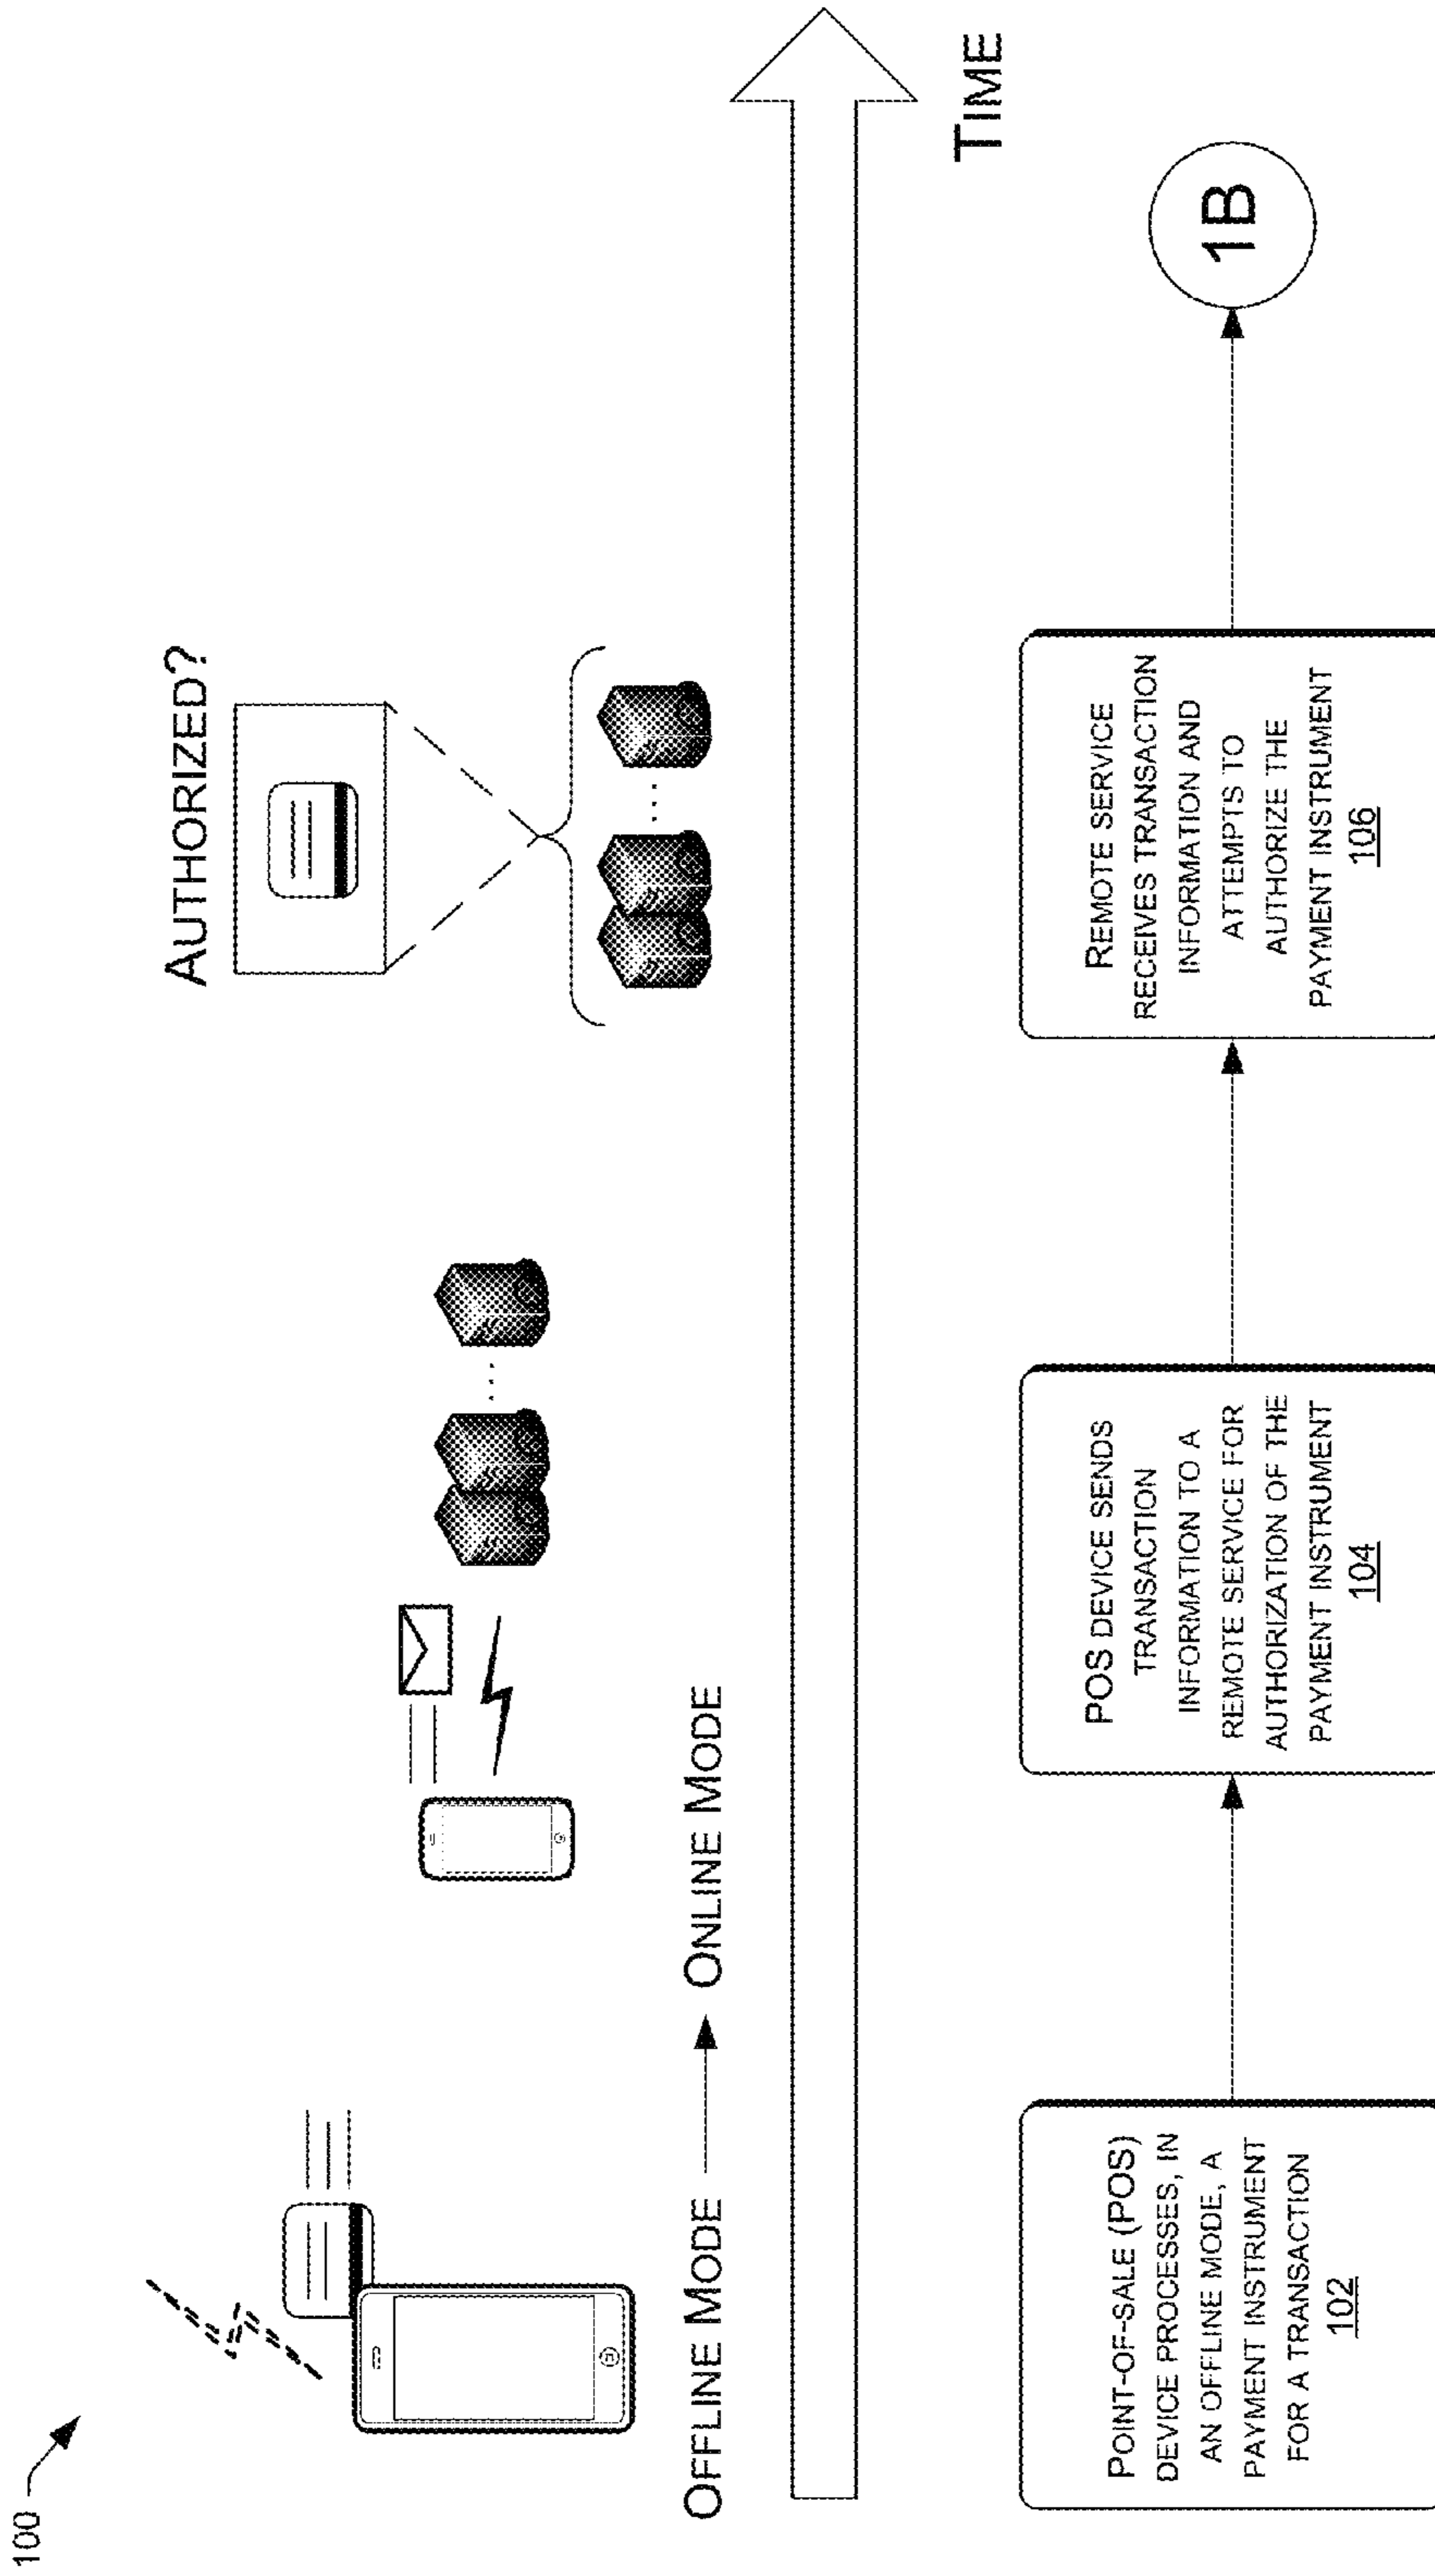 100
AUTHORIZED?
OFFLINE MODE
ONLINE MODE
TIME
POINT-OF-SALE (POS)
DEVICE PROCESSES, IN
AN OFFLINE MODE, A
PAYMENT INSTRUMENT
FOR A TRANSACTION
102
POS DEVICE SENDS
TRANSACTION
INFORMATION TO A
REMOTE SERVICE FOR
AUTHORIZATION OF THE
PAYMENT INSTRUMENT
104
REMOTE SERVICE
RECEIVES TRANSACTION
INFORMATION AND
ATTEMPTS TO
AUTHORIZE THE
PAYMENT INSTRUMENT
106
1B